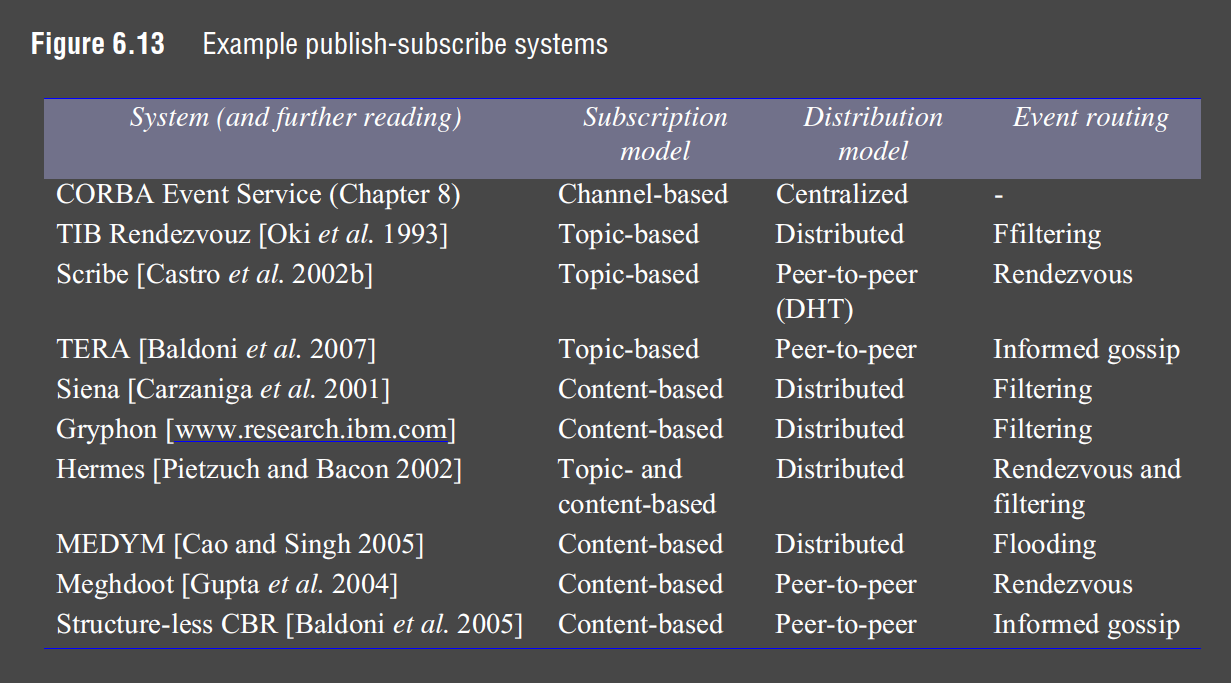 Figure 6.13 Example publish-subscribe systems
System (and further reading) Subscription model Distribution model Event routing
CORBA Event Service (Chapter 8) Channel-based Centralized -
TIB Rendezvouz [Oki et al. 1993] Topic-based Distributed Ffiltering
Scribe [Castro et al. 2002b] Topic-based Peer-to-peer (DHT) Rendezvous
TERA [Baldoni et al. 2007] Topic-based Peer-to-peer Informed gossip
Siena [Carzaniga et al. 2001] Content-based Distributed Filtering
Gryphon [www.research.ibm.com] Content-based Distributed Filtering
Hermes [Pietzuch and Bacon 2002] Topic- and content-based Distributed Rendezvous and filtering
MEDYM [Cao and Singh 2005] Content-based Distributed Flooding
Meghdoot [Gupta et al. 2004] Content-based Peer-to-peer Rendezvous
Structure-less CBR [Baldoni et al. 2005] Content-based Peer-to-peer Informed gossip